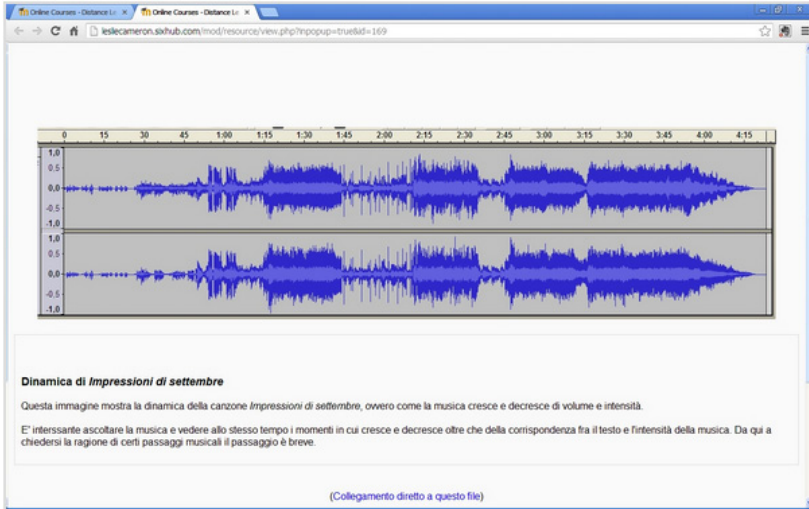 Online Courses - Distance Le
Online Courses - Distance Le
lesliecameron.sixhub.com/mod/resource/view.php?inpopup=true&id=169
0 15 30 45 1:00 1:15 1:30 1:45 2:00 2:15 2:30 2:45 3:00 3:15 3:30 3:45 4:00 4:15
1,0
0,5
0,0
-0,5
-1,0
1,0
0,5
0,0
-0,5
-1,0
Dinamica di Impressioni di settembre
Questa immagine mostra la dinamica della canzone Impressioni di settembre, ovvero come la musica cresce e decresce di volume e intensità.
E' interssante ascoltare la musica e vedere allo stesso tempo i momenti in cui cresce e decresce oltre che della corrispondenza fra il testo e l'intensità della musica. Da qui a
chiedersi la ragione di certi passaggi musicali il passaggio è breve.
(Collegamento diretto a questo file)